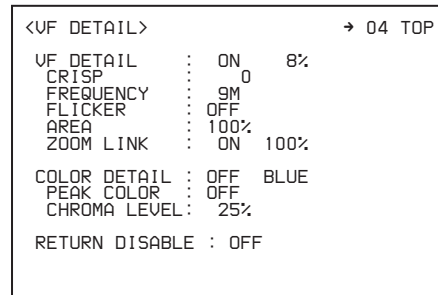 <VF DETAIL> → 04 TOP
VF DETAIL : ON 8%
CRISP : 0
FREQUENCY : 9M
FLICKER : OFF
AREA : 100%
ZOOM LINK : ON 100%
COLOR DETAIL : OFF BLUE
PEAK COLOR : OFF
CHROMA LEVEL: 25%
RETURN DISABLE : OFF